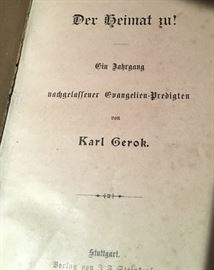 Der Heimat zu!
Ein Jahrgang
nachgelassener Evangelien-Predigten
von
Karl Gerok.
Stuttgart.
Verlag von